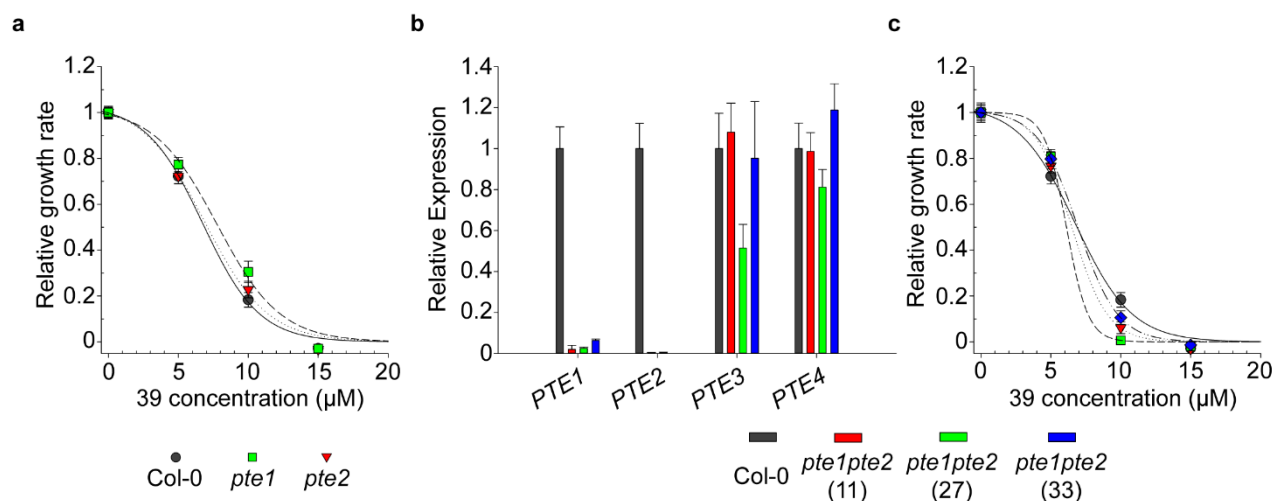 a
Relative growth rate
1.2
1
0.8
0.6
0.4
0.2
0
0
5
10
15
20
39 concentration (µM)
Col-0
pte1
pte2
b
Relative Expression
1.4
1.2
1
0.8
0.6
0.4
0.2
0
PTE1
PTE2
PTE3
PTE4
c
Relative growth rate
1.2
1
0.8
0.6
0.4
0.2
0
0
5
10
15
20
39 concentration (µM)
Col-0
pte1pte2
(11)
pte1pte2
(27)
pte1pte2
(33)